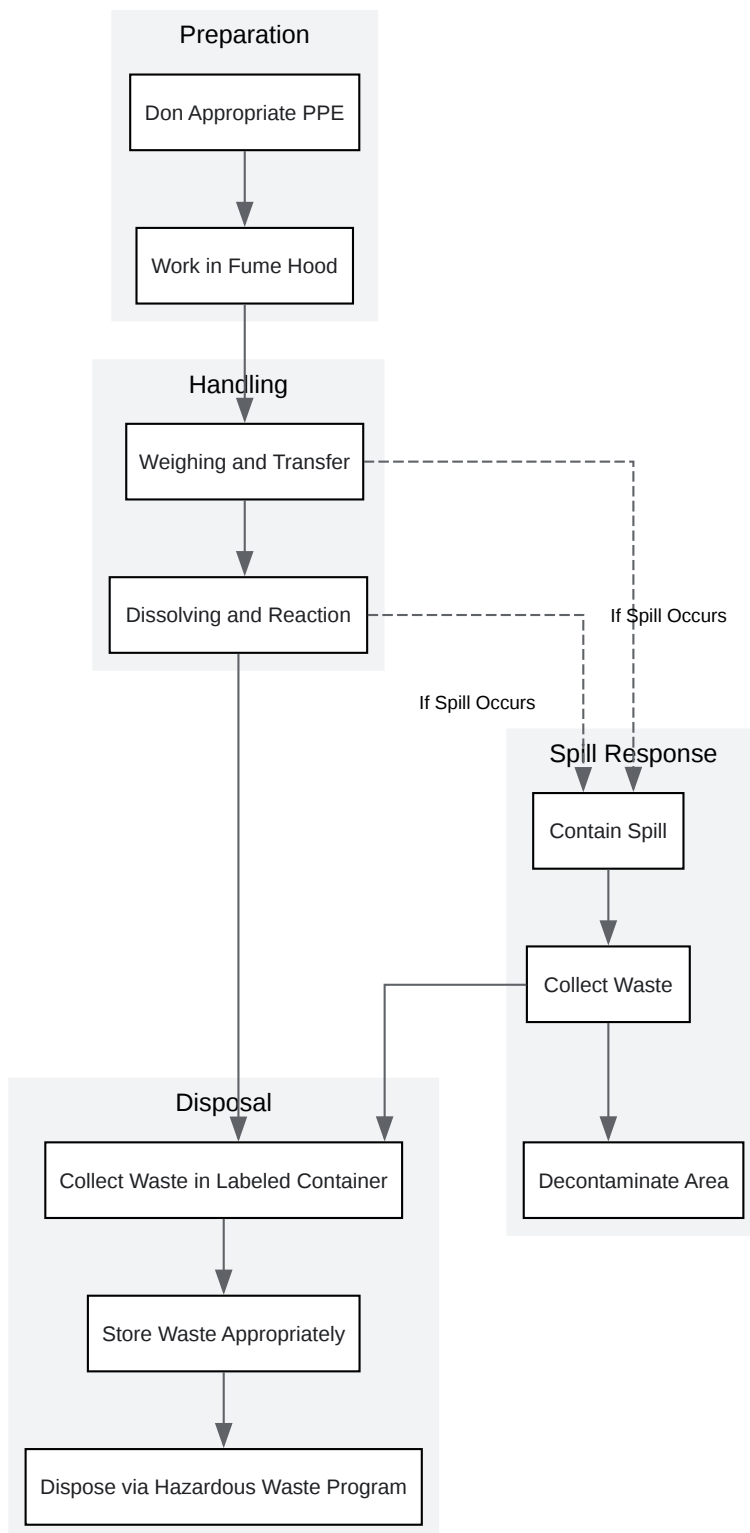 Preparation
Don Appropriate PPE
Work in Fume Hood
Handling
Weighing and Transfer
Dissolving and Reaction
If Spill Occurs
If Spill Occurs
Spill Response
Contain Spill
Collect Waste
Decontaminate Area
Disposal
Collect Waste in Labeled Container
Store Waste Appropriately
Dispose via Hazardous Waste Program